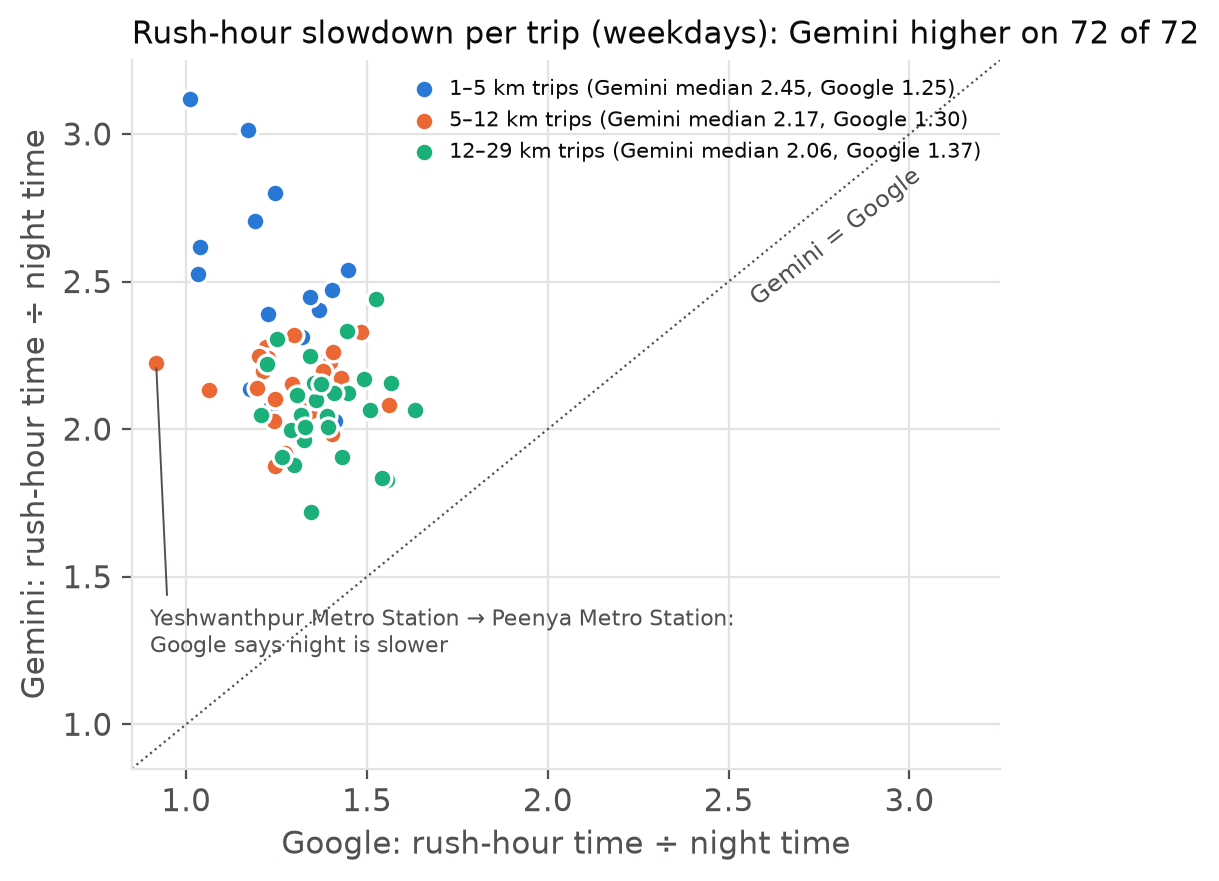 Rush-hour slowdown per trip (weekdays): Gemini higher on 72 of 72
1–5 km trips (Gemini median 2.45, Google 1.25)
5–12 km trips (Gemini median 2.17, Google 1.30)
12–29 km trips (Gemini median 2.06, Google 1.37)
Gemini = Google
Gemini: rush-hour time ÷ night time
3.0
2.5
2.0
1.5
1.0
Yeshwanthpur Metro Station → Peenya Metro Station:
Google says night is slower
1.0 1.5 2.0 2.5 3.0
Google: rush-hour time ÷ night time